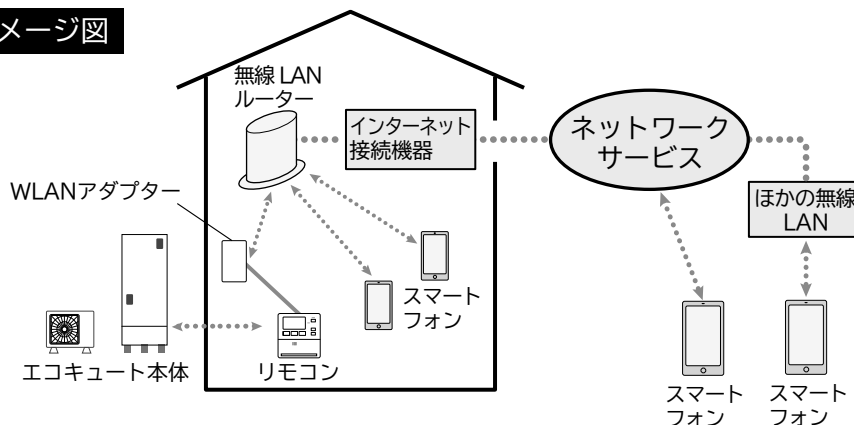 メージ図
無線 LAN
ルーター
インターネット
接続機器
ネットワーク
サービス
WLANアダプター
ほかの無線
LAN
スマート
フォン
エコキュート本体
リモコン
スマート
フォン
スマート
フォン